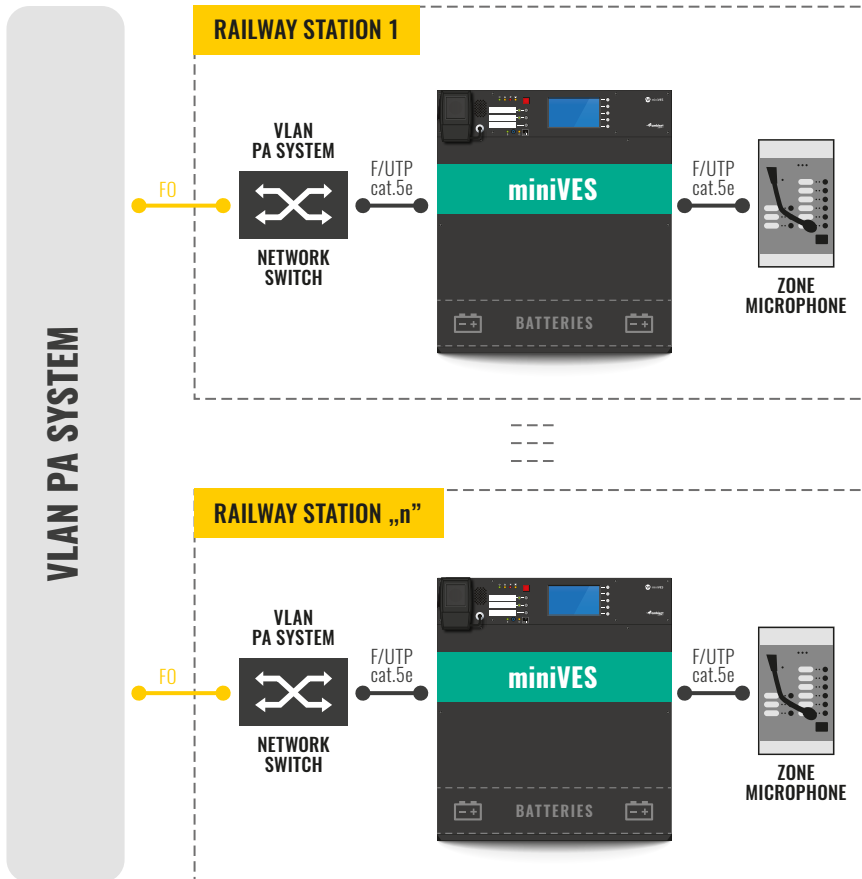 VLAN PA SYSTEM
RAILWAY STATION 1
FO
VLAN
PA SYSTEM
NETWORK
SWITCH
F/UTP
cat.5e
miniVES
BATTERIES
F/UTP
cat.5e
ZONE
MICROPHONE
RAILWAY STATION „n”
FO
VLAN
PA SYSTEM
NETWORK
SWITCH
F/UTP
cat.5e
miniVES
BATTERIES
F/UTP
cat.5e
ZONE
MICROPHONE